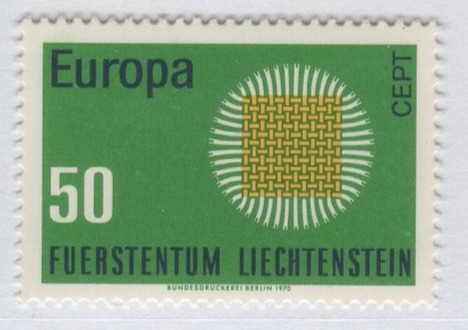 Europa
CEPT
50
FUERSTENTUM LIECHTENSTEIN
BUNDESDRUCKEREI BERLIN 1970